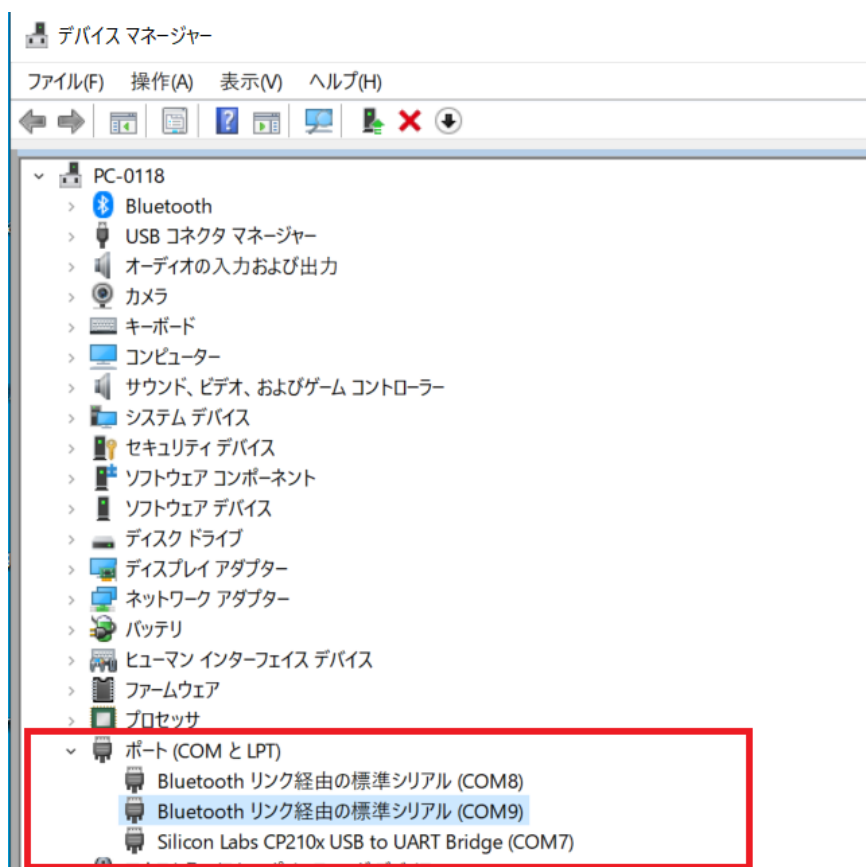 デバイス マネージャー
ファイル(F) 操作(A) 表示(V) ヘルプ(H)
PC-0118
Bluetooth
USB コネクタ マネージャー
オーディオの入力および出力
カメラ
キーボード
コンピューター
サウンド、ビデオ、およびゲーム コントローラー
システム デバイス
セキュリティ デバイス
ソフトウェア コンポーネント
ソフトウェア デバイス
ディスク ドライブ
ディスプレイ アダプター
ネットワーク アダプター
バッテリ
ヒューマン インターフェイス デバイス
ファームウェア
プロセッサ
ポート (COM と LPT)
Bluetooth リンク経由の標準シリアル (COM8)
Bluetooth リンク経由の標準シリアル (COM9)
Silicon Labs CP210x USB to UART Bridge (COM7)